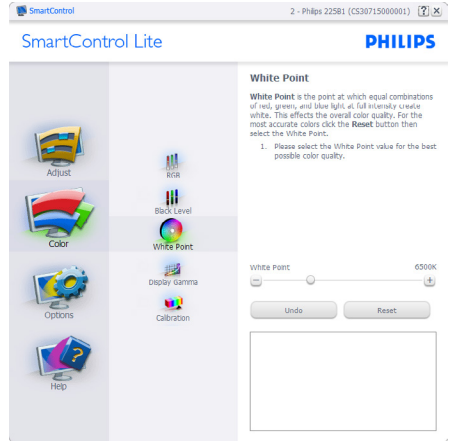 SmartControl
2 - Philips 225B1 (CS30715000001) ? X
SmartControl Lite
PHILIPS
Adjust
Color
Options
Help
RGB
Black Level
White Point
Display Gamma
Calibration
White Point
White Point is the point at which equal combinations
of red, green, and blue light at full intensity create
white. This effects the overall color quality. For the
most accurate colors click the Reset button then
select the White Point.
1. Please select the White Point value for the best
possible color quality.
White Point 6500K
- +
Undo Reset